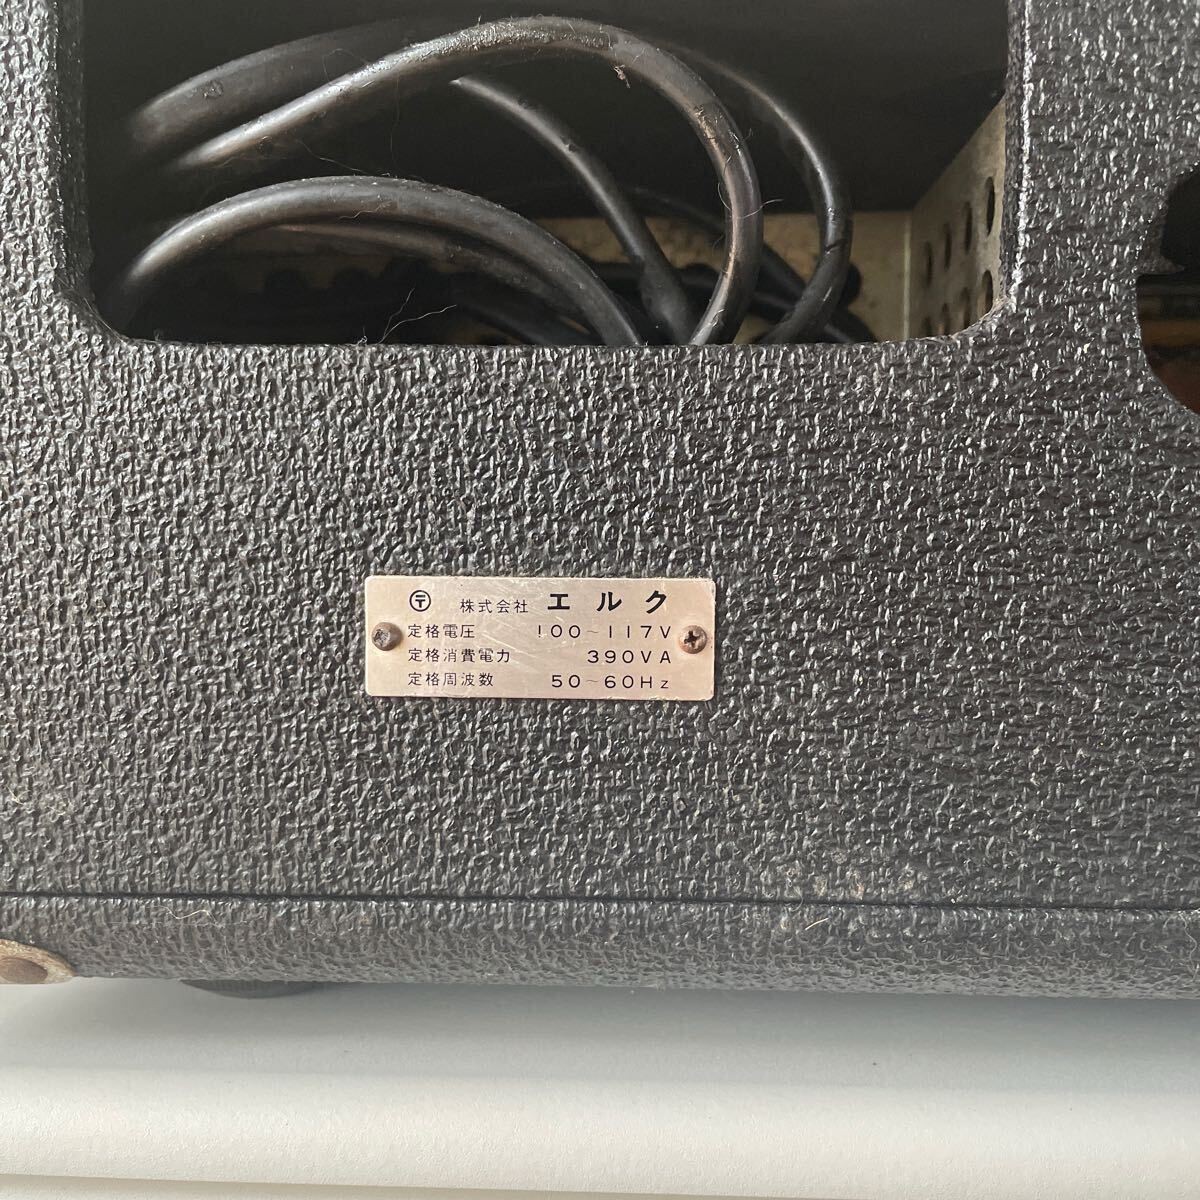 〶 株式会社 エルク
定格電圧 100~117V
定格消費電力 390VA
定格周波数 50~60Hz